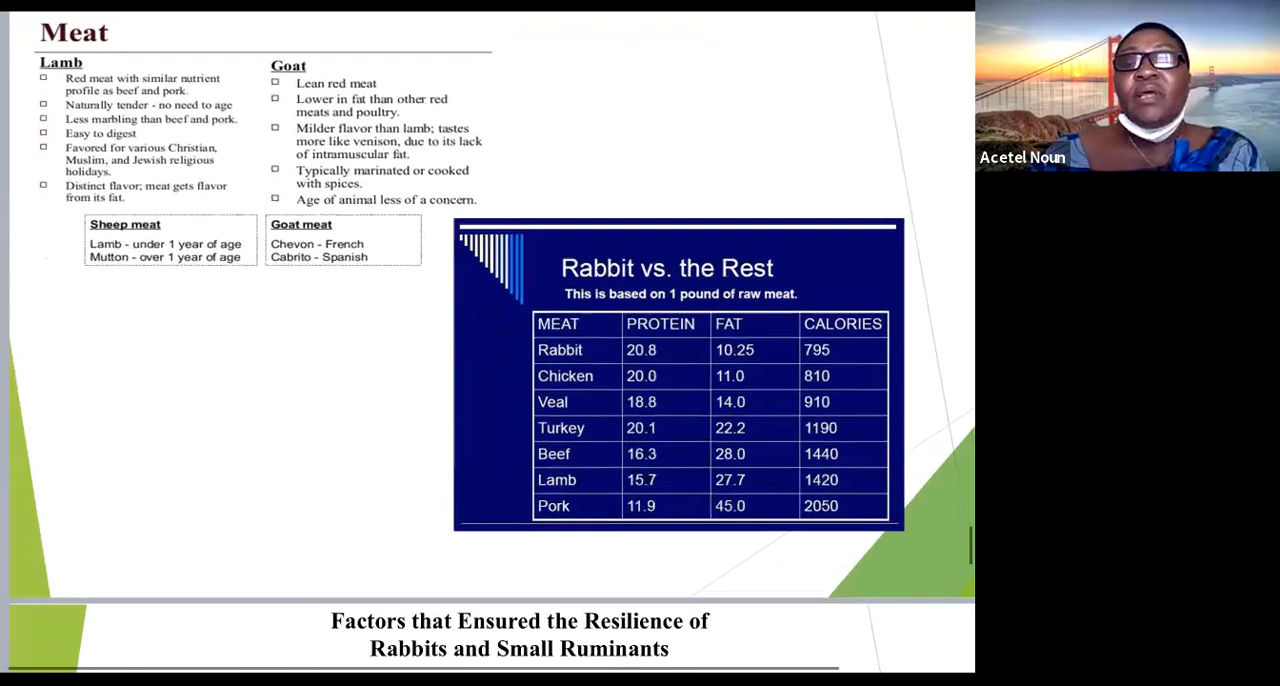 Meat
Lamb
Red meat with similar nutrient
profile as beef and pork.
Naturally tender - no need to age
Less marbling than beef and pork.
Easy to digest
Favored for various Christian,
Muslim, and Jewish religious
holidays.
Distinct flavor; meat gets flavor
from its fat.
Goat
Lean red meat
Lower in fat than other red
meats and poultry.
Milder flavor than lamb; tastes
more like venison, due to its lack
of intramuscular fat.
Typically marinated or cooked
with spices.
Age of animal less of a concern.
Sheep meat
Lamb - under 1 year of age
Mutton - over 1 year of age
Goat meat
Chevon - French
Cabrito - Spanish
Rabbit vs. the Rest
This is based on 1 pound of raw meat.
MEAT PROTEIN FAT CALORIES
Rabbit 20.8 10.25 795
Chicken 20.0 11.0 810
Veal 18.8 14.0 910
Turkey 20.1 22.2 1190
Beef 16.3 28.0 1440
Lamb 15.7 27.7 1420
Pork 11.9 45.0 2050
Factors that Ensured the Resilience of
Rabbits and Small Ruminants
Acetel Noun